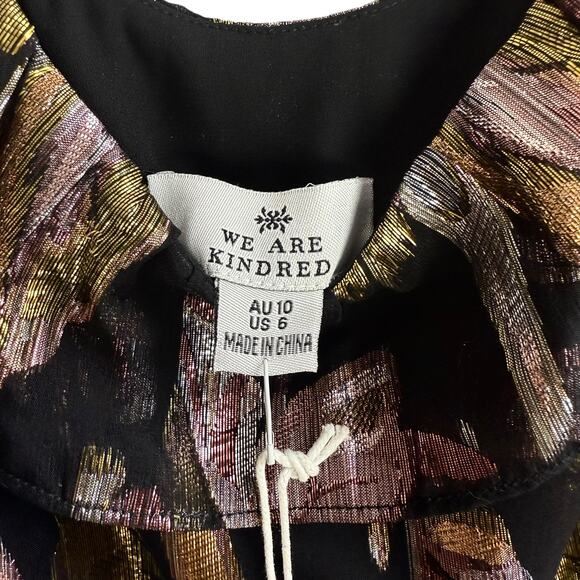 WE ARE
KINDRED
AU 10
US 6
MADE IN CHINA